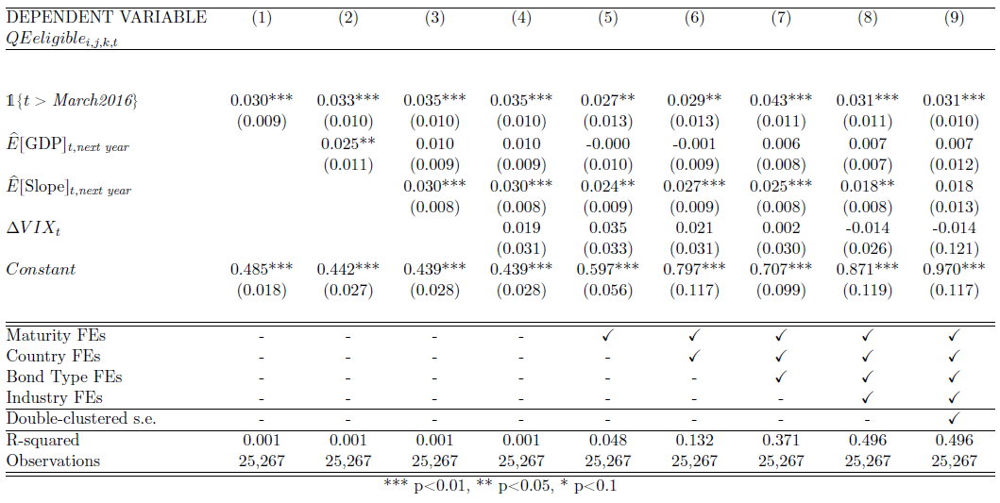 DEPENDENT VARIABLE (1) (2) (3) (4) (5) (6) (7) (8) (9)
QEeligible_{i,j,k,t}
𝟙{t > March2016} 0.030*** 0.033*** 0.035*** 0.035*** 0.027** 0.029** 0.043*** 0.031*** 0.031***
(0.009) (0.010) (0.010) (0.010) (0.013) (0.013) (0.011) (0.011) (0.010)
Ê[GDP]_{t,next year} 0.025** 0.010 0.010 -0.000 -0.001 0.006 0.007 0.007
(0.011) (0.009) (0.009) (0.010) (0.009) (0.008) (0.007) (0.012)
Ê[Slope]_{t,next year} 0.030*** 0.030*** 0.024** 0.027*** 0.025*** 0.018** 0.018
(0.008) (0.008) (0.009) (0.009) (0.008) (0.008) (0.013)
ΔVIX_t 0.019 0.035 0.021 0.002 -0.014 -0.014
(0.031) (0.033) (0.031) (0.030) (0.026) (0.121)
Constant 0.485*** 0.442*** 0.439*** 0.439*** 0.597*** 0.797*** 0.707*** 0.871*** 0.970***
(0.018) (0.027) (0.028) (0.028) (0.056) (0.117) (0.099) (0.119) (0.117)
Maturity FEs - - - - ✓ ✓ ✓ ✓ ✓
Country FEs - - - - - ✓ ✓ ✓ ✓
Bond Type FEs - - - - - - ✓ ✓ ✓
Industry FEs - - - - - - - ✓ ✓
Double-clustered s.e. - - - - - - - - ✓
R-squared 0.001 0.001 0.001 0.001 0.048 0.132 0.371 0.496 0.496
Observations 25,267 25,267 25,267 25,267 25,267 25,267 25,267 25,267 25,267
*** p<0.01, ** p<0.05, * p<0.1